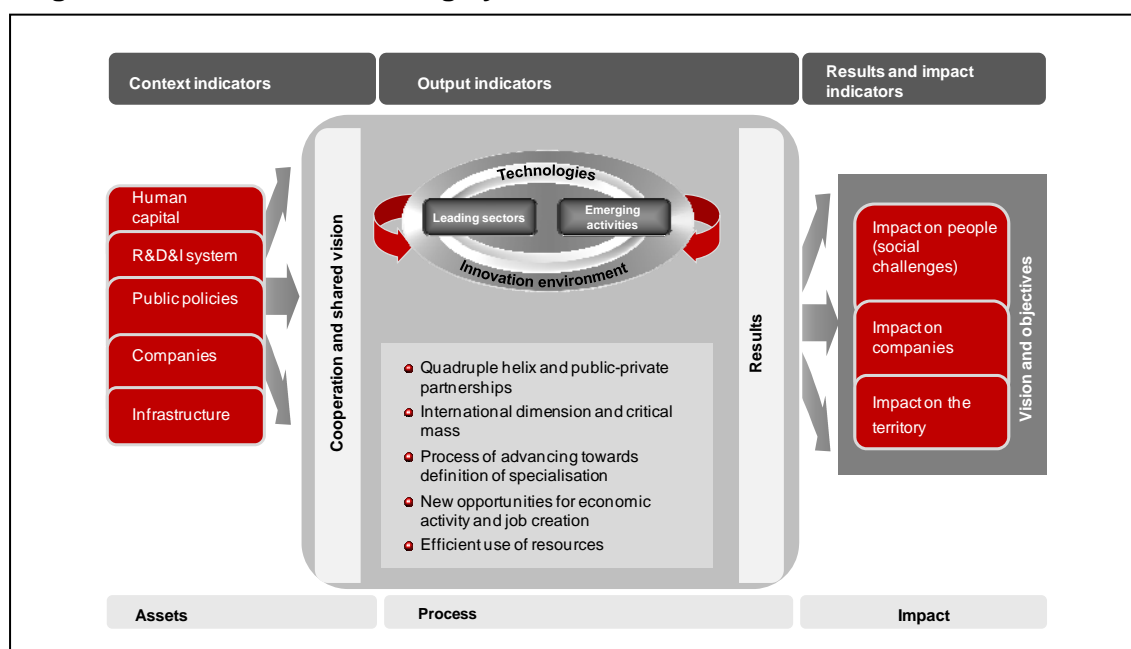 Context indicators
Output indicators
Results and impact
indicators
Human
capital
R&D&I system
Public policies
Companies
Infrastructure
Cooperation and shared vision
Technologies
Leading sectors
Emerging
activities
Innovation environment
Quadruple helix and public-private
partnerships
International dimension and critical
mass
Process of advancing towards
definition of specialisation
New opportunities for economic
activity and job creation
Efficient use of resources
Results
Impact on people
(social
challenges)
Impact on
companies
Impact on the
territory
Vision and objectives
Assets
Process
Impact